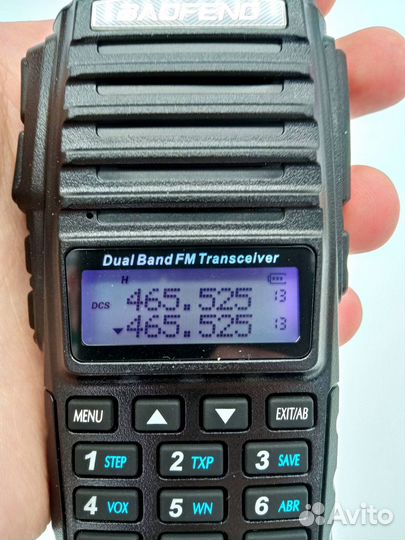 BAOFENG
Dual Band FM Transceiver
H
DCS 465.525 13
465.525 13
MENU EXIT/AB
1 STEP 2 TXP 3 SAVE
4 VOX 5 WN 6 ABR
Avito